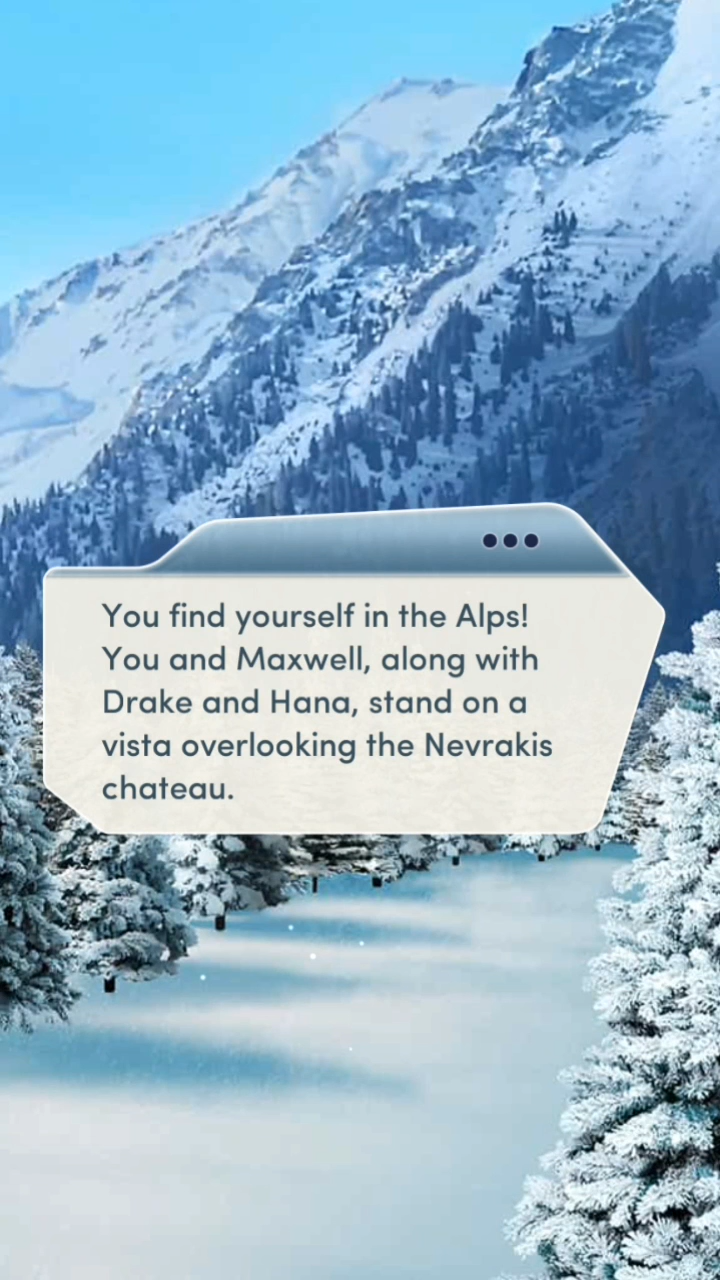 You find yourself in the Alps!
You and Maxwell, along with
Drake and Hana, stand on a
vista overlooking the Nevrakis
chateau.